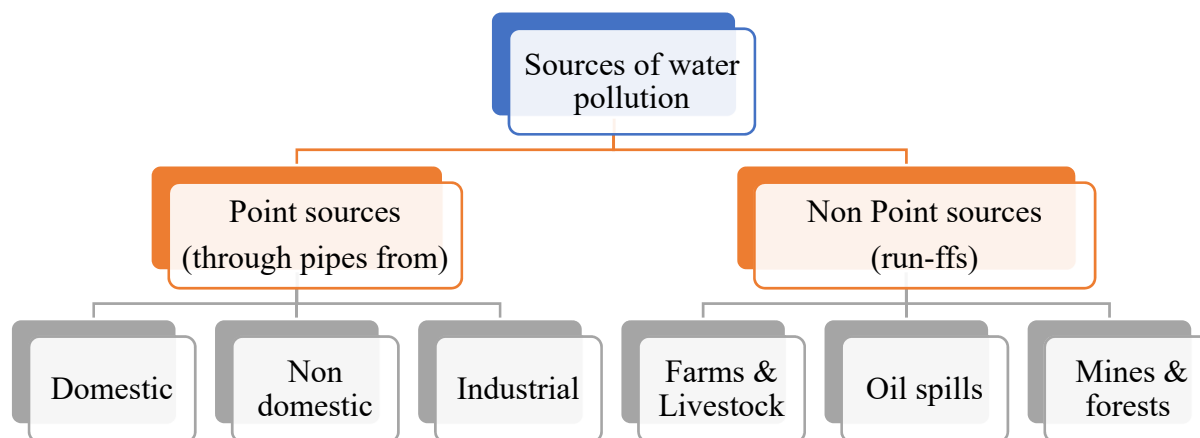 Sources of water
pollution
Point sources
(through pipes from)
Non Point sources
(run-ffs)
Domestic
Non
domestic
Industrial
Farms &
Livestock
Oil spills
Mines &
forests